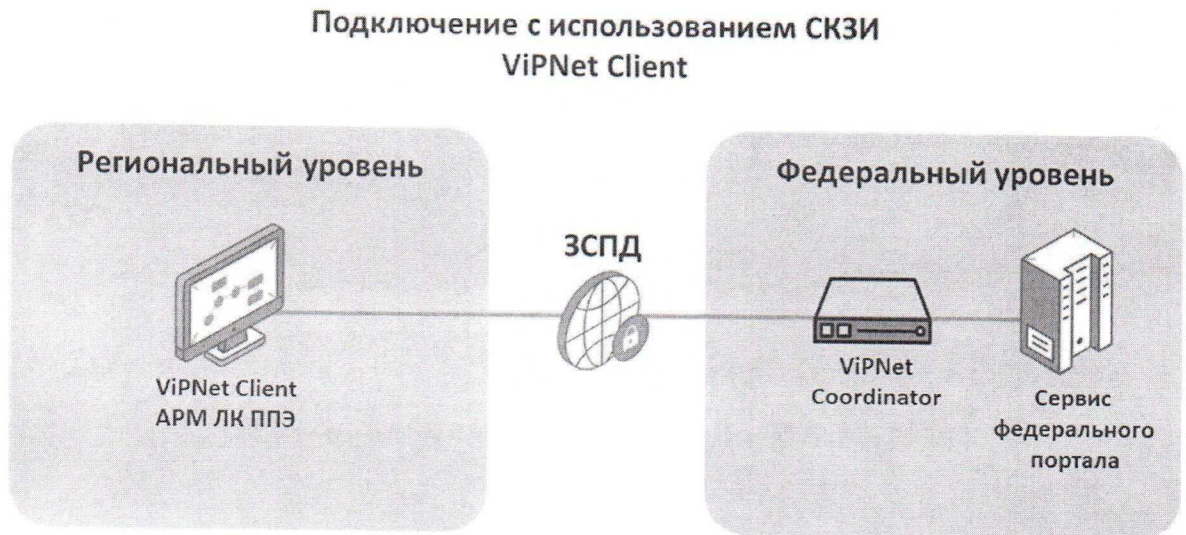 Подключение с использованием СКЗИ
ViPNet Client
Региональный уровень
ViPNet Client
АРМ ЛК ППЭ
ЗСПД
Федеральный уровень
ViPNet
Coordinator
Сервис
федерального
портала